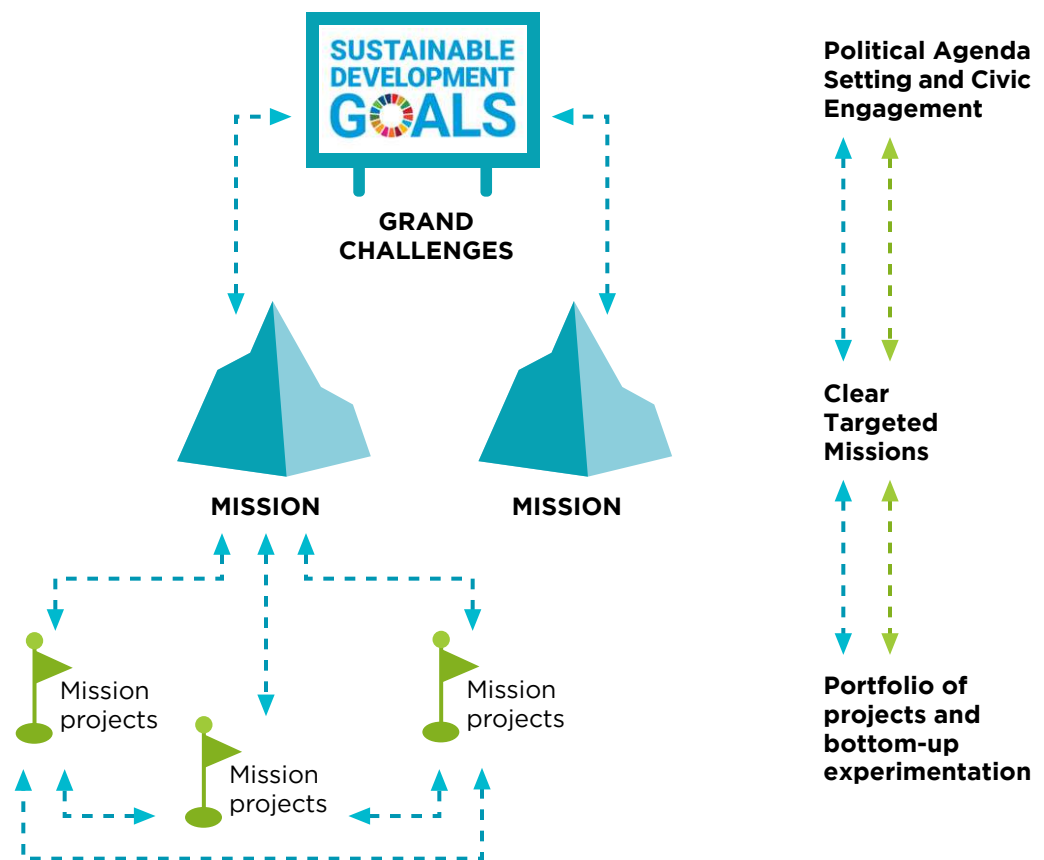 SUSTAINABLE
DEVELOPMENT
GOALS
GRAND
CHALLENGES
MISSION
MISSION
Mission
projects
Mission
projects
Mission
projects
Political Agenda
Setting and Civic
Engagement
Clear
Targeted
Missions
Portfolio of
projects and
bottom-up
experimentation